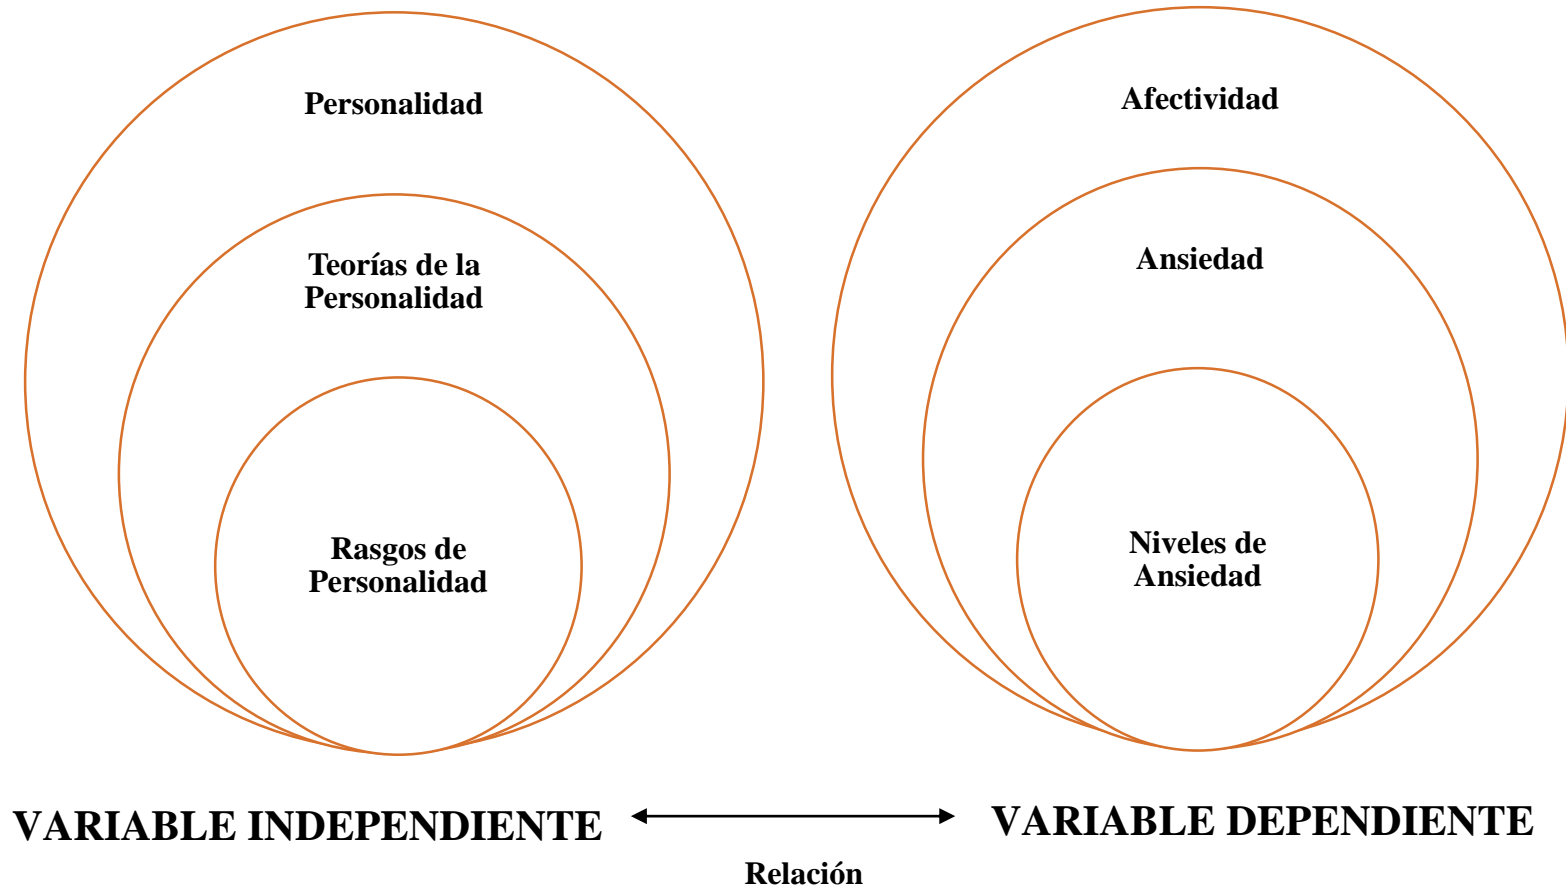 Personalidad
Teorías de la
Personalidad
Rasgos de
Personalidad
Afectividad
Ansiedad
Niveles de
Ansiedad
VARIABLE INDEPENDIENTE
VARIABLE DEPENDIENTE
Relación